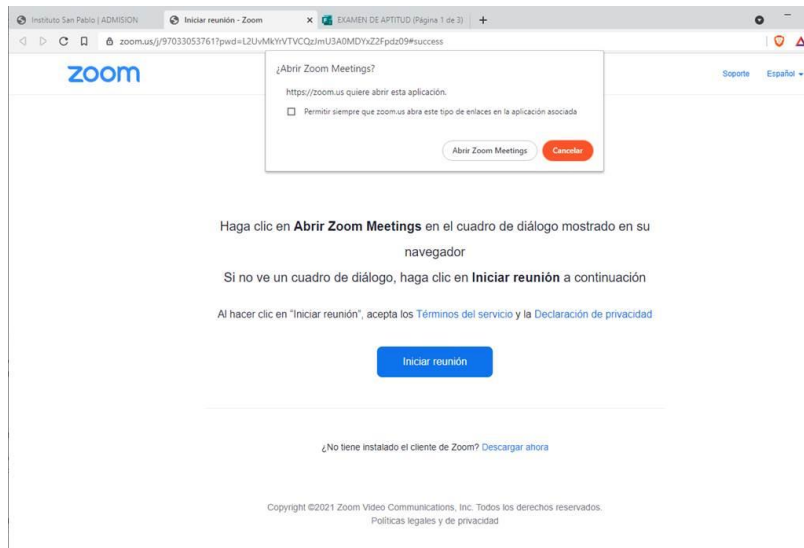 Instituto San Pablo | ADMISION
Iniciar reunión - Zoom
EXAMEN DE APTITUD (Página 1 de 3)
zoom.us/j/97033053761?pwd=L2UvMkYrVTVCQzJmU3A0MDYxZ2Fpdz09#success
zoom
Soporte Español
¿Abrir Zoom Meetings?
https://zoom.us quiere abrir esta aplicación.
Permitir siempre que zoom.us abra este tipo de enlaces en la aplicación asociada
Abrir Zoom Meetings Cancelar
Haga clic en Abrir Zoom Meetings en el cuadro de diálogo mostrado en su
navegador
Si no ve un cuadro de diálogo, haga clic en Iniciar reunión a continuación
Al hacer clic en "Iniciar reunión", acepta los Términos del servicio y la Declaración de privacidad
Iniciar reunión
¿No tiene instalado el cliente de Zoom? Descargar ahora
Copyright ©2021 Zoom Video Communications, Inc. Todos los derechos reservados.
Políticas legales y de privacidad